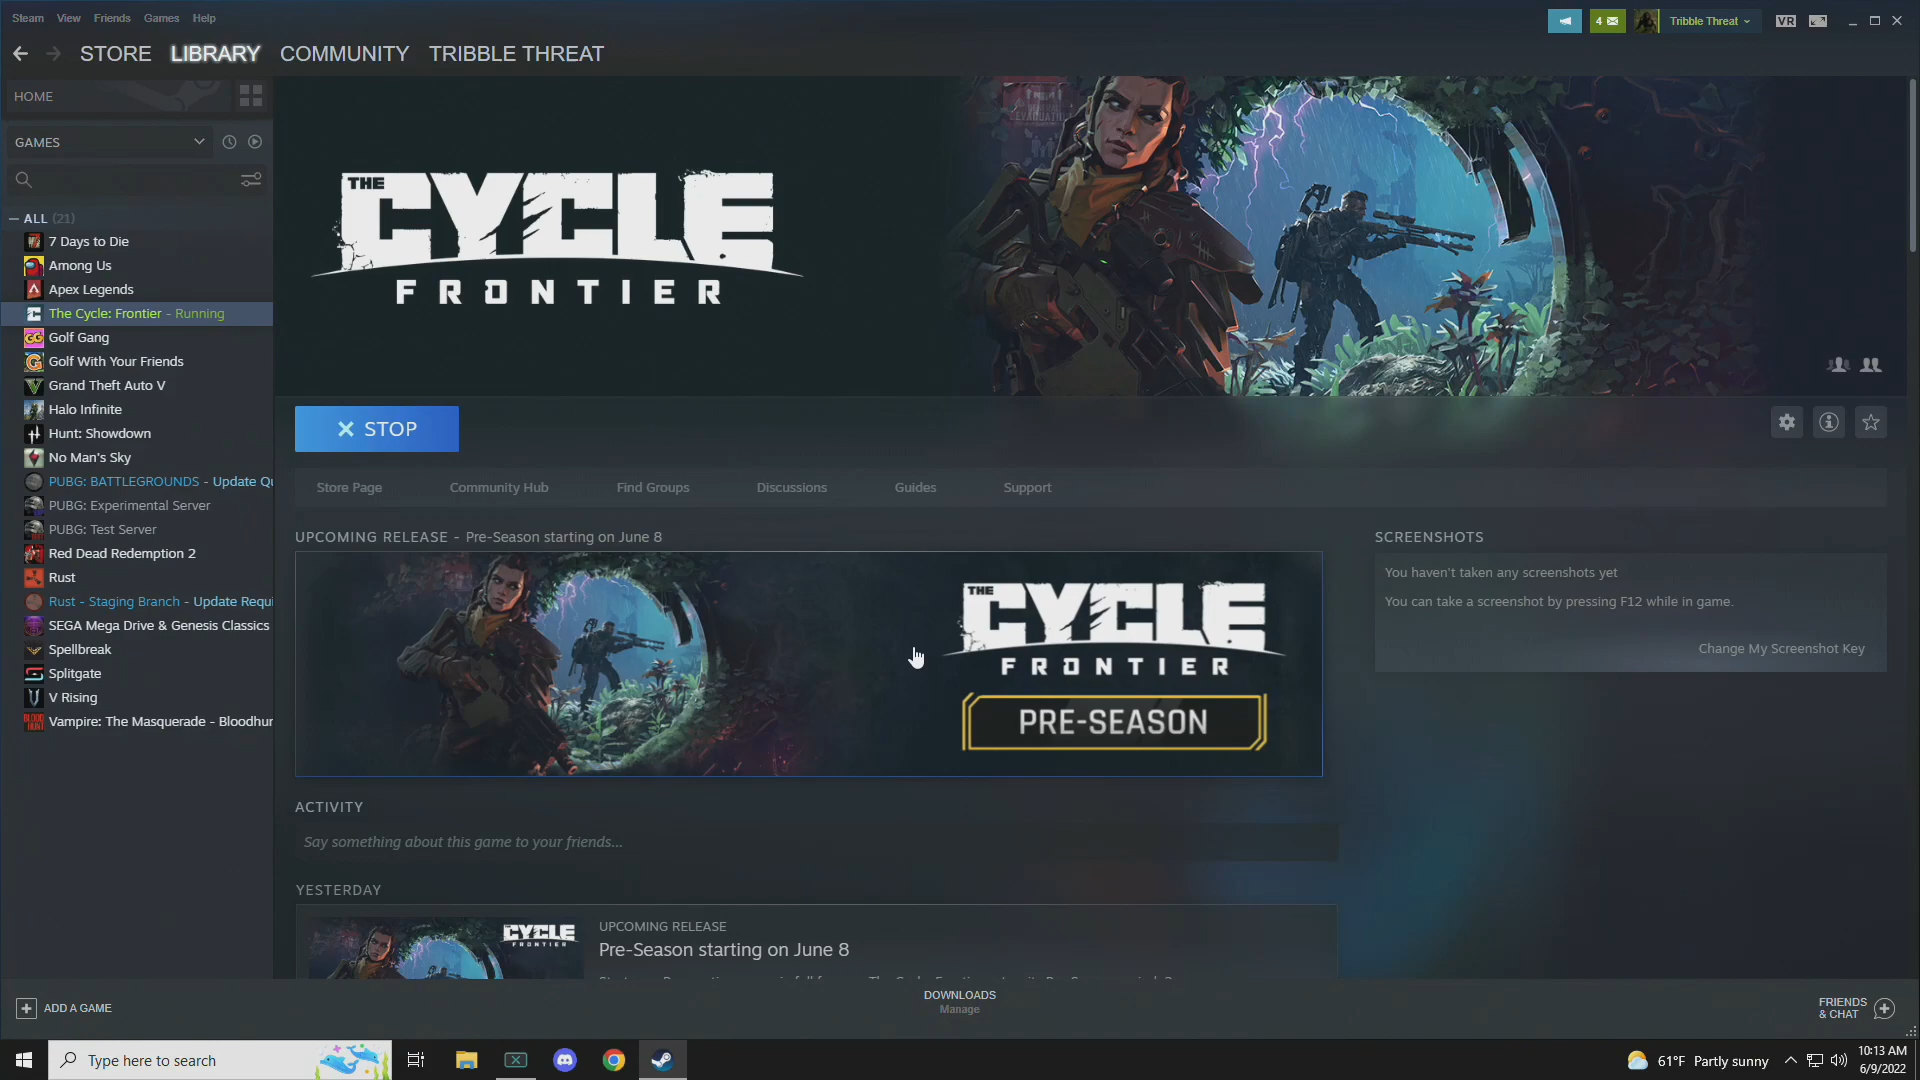 Steam View Friends Games Help
4
Tribble Threat
VR
STORE LIBRARY COMMUNITY TRIBBLE THREAT
HOME
GAMES
ALL (21)
7 Days to Die
Among Us
Apex Legends
The Cycle: Frontier - Running
Golf Gang
Golf With Your Friends
Grand Theft Auto V
Halo Infinite
Hunt: Showdown
No Man's Sky
PUBG: BATTLEGROUNDS - Update Qu
PUBG: Experimental Server
PUBG: Test Server
Red Dead Redemption 2
Rust
Rust - Staging Branch - Update Requi
SEGA Mega Drive & Genesis Classics
Spellbreak
Splitgate
V Rising
Vampire: The Masquerade - Bloodhun
THE
CYCLE
FRONTIER
STOP
Store Page Community Hub Find Groups Discussions Guides Support
UPCOMING RELEASE - Pre-Season starting on June 8
THE
CYCLE
FRONTIER
PRE-SEASON
SCREENSHOTS
You haven't taken any screenshots yet
You can take a screenshot by pressing F12 while in game.
Change My Screenshot Key
ACTIVITY
Say something about this game to your friends...
YESTERDAY
CYCLE
FRONTIER
UPCOMING RELEASE
Pre-Season starting on June 8
ADD A GAME
DOWNLOADS
Manage
FRIENDS
& CHAT
Type here to search
61°F Partly sunny
10:13 AM
6/9/2022